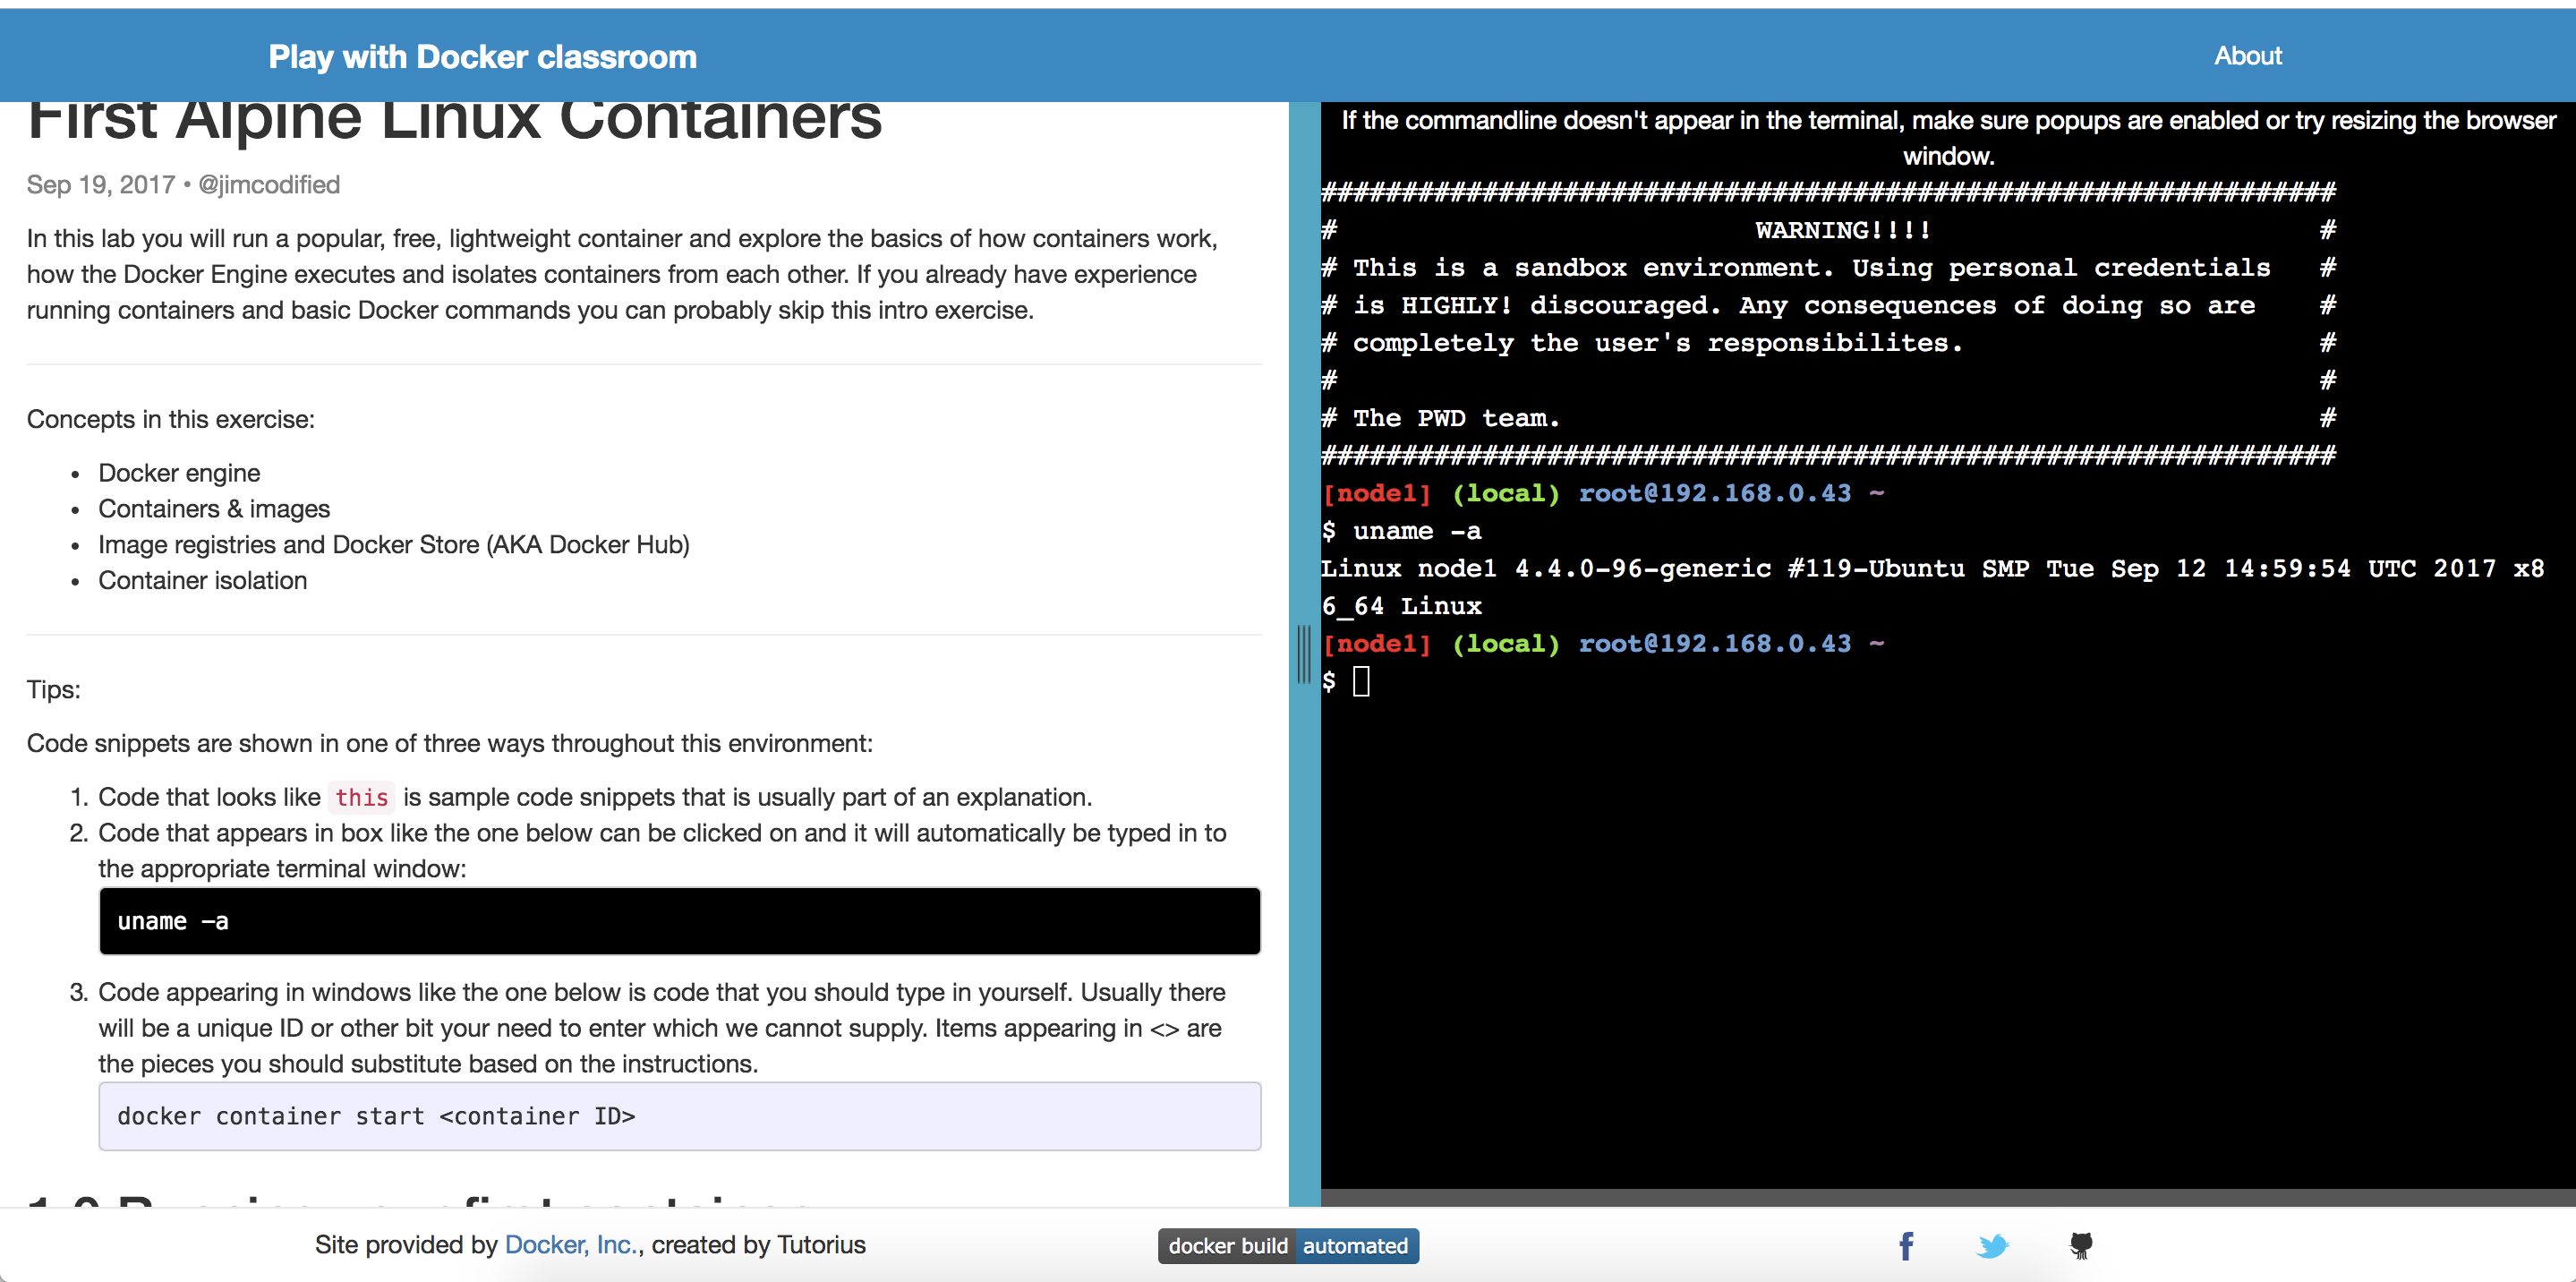 Play with Docker classroom
About
First Alpine Linux Containers
Sep 19, 2017 • @jimcodified
In this lab you will run a popular, free, lightweight container and explore the basics of how containers work,
how the Docker Engine executes and isolates containers from each other. If you already have experience
running containers and basic Docker commands you can probably skip this intro exercise.
Concepts in this exercise:
• Docker engine
• Containers & images
• Image registries and Docker Store (AKA Docker Hub)
• Container isolation
Tips:
Code snippets are shown in one of three ways throughout this environment:
1. Code that looks like this is sample code snippets that is usually part of an explanation.
2. Code that appears in box like the one below can be clicked on and it will automatically be typed in to
the appropriate terminal window:
uname -a
3. Code appearing in windows like the one below is code that you should type in yourself. Usually there
will be a unique ID or other bit your need to enter which we cannot supply. Items appearing in <> are
the pieces you should substitute based on the instructions.
docker container start <container ID>
If the commandline doesn't appear in the terminal, make sure popups are enabled or try resizing the browser
window.
###############################################################
# WARNING!!!! #
# This is a sandbox environment. Using personal credentials #
# is HIGHLY! discouraged. Any consequences of doing so are #
# completely the user's responsibilites. #
# #
# The PWD team. #
###############################################################
[node1] (local) root@192.168.0.43 ~
$ uname -a
Linux node1 4.4.0-96-generic #119-Ubuntu SMP Tue Sep 12 14:59:54 UTC 2017 x8
6_64 Linux
[node1] (local) root@192.168.0.43 ~
$
Site provided by Docker, Inc., created by Tutorius
docker build automated